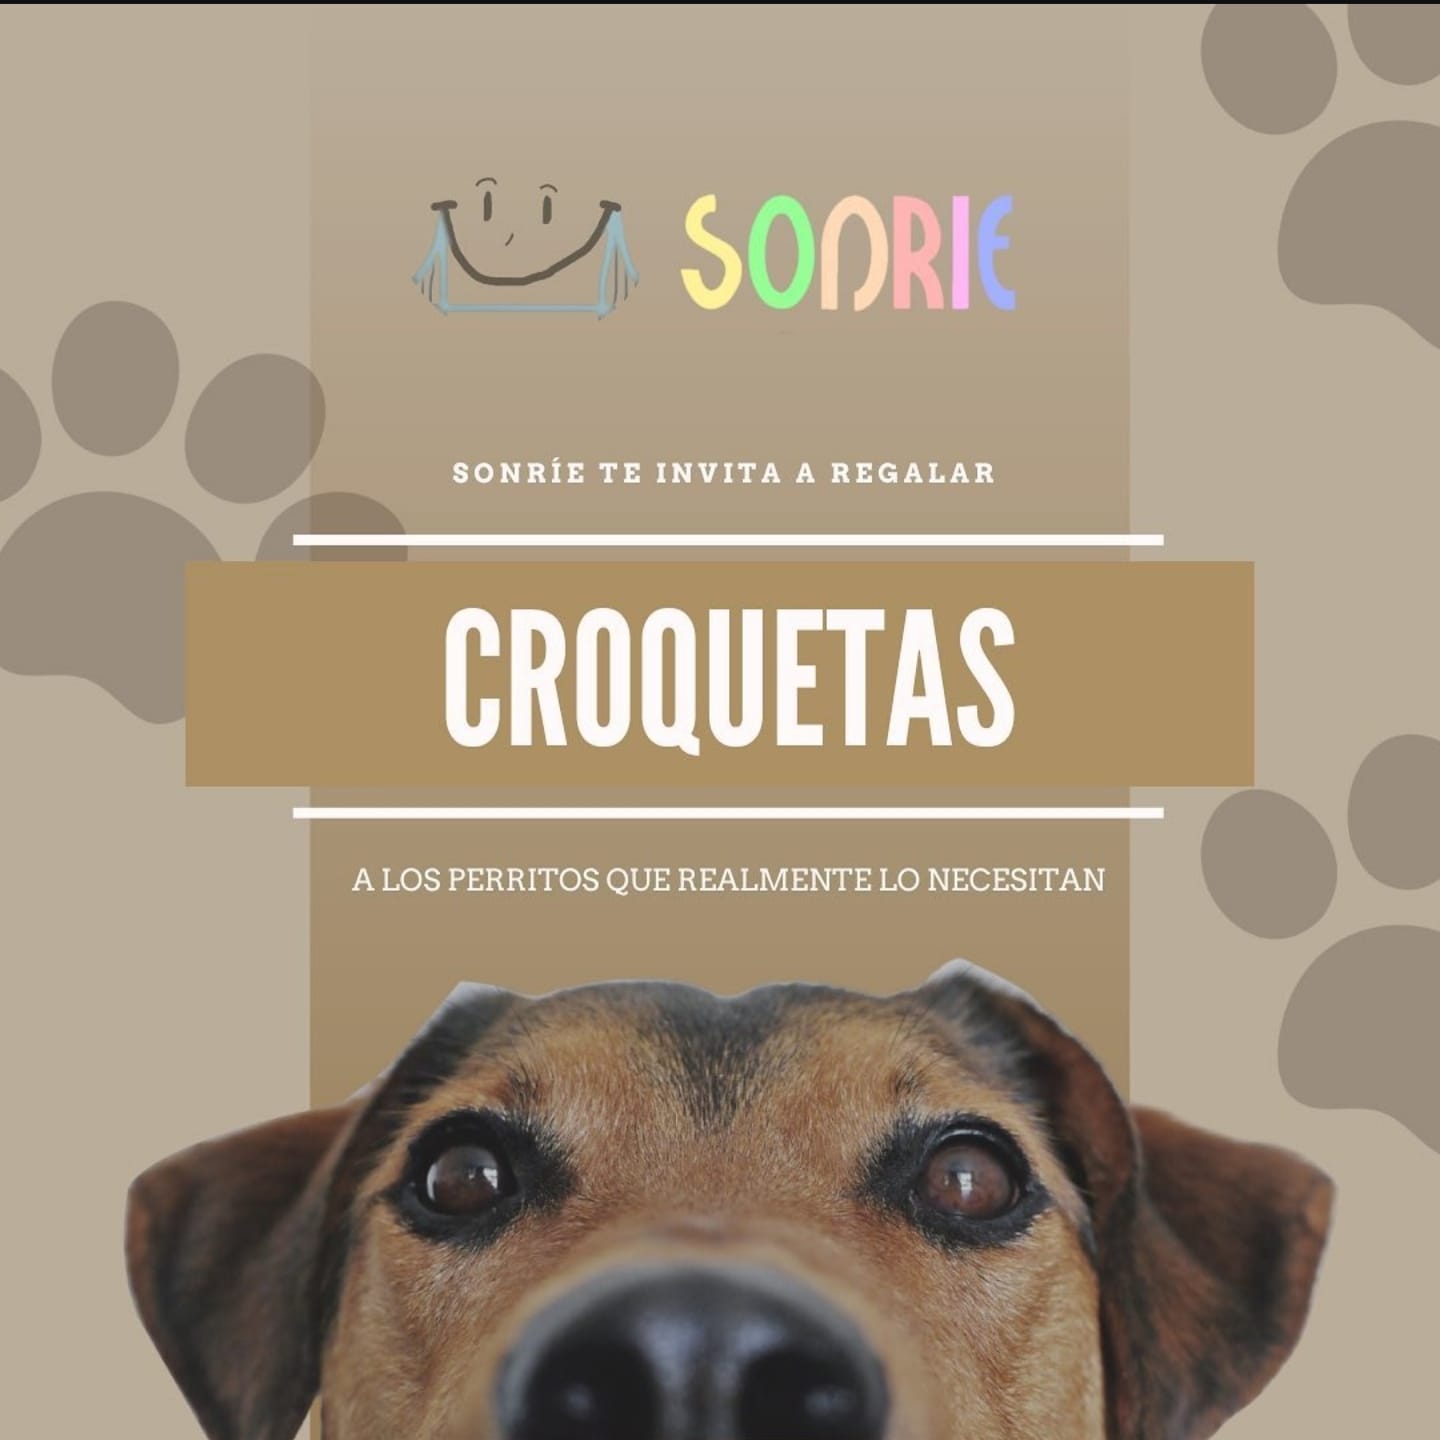 SONRIE
SONRÍE TE INVITA A REGALAR
CROQUETAS
A LOS PERRITOS QUE REALMENTE LO NECESITAN